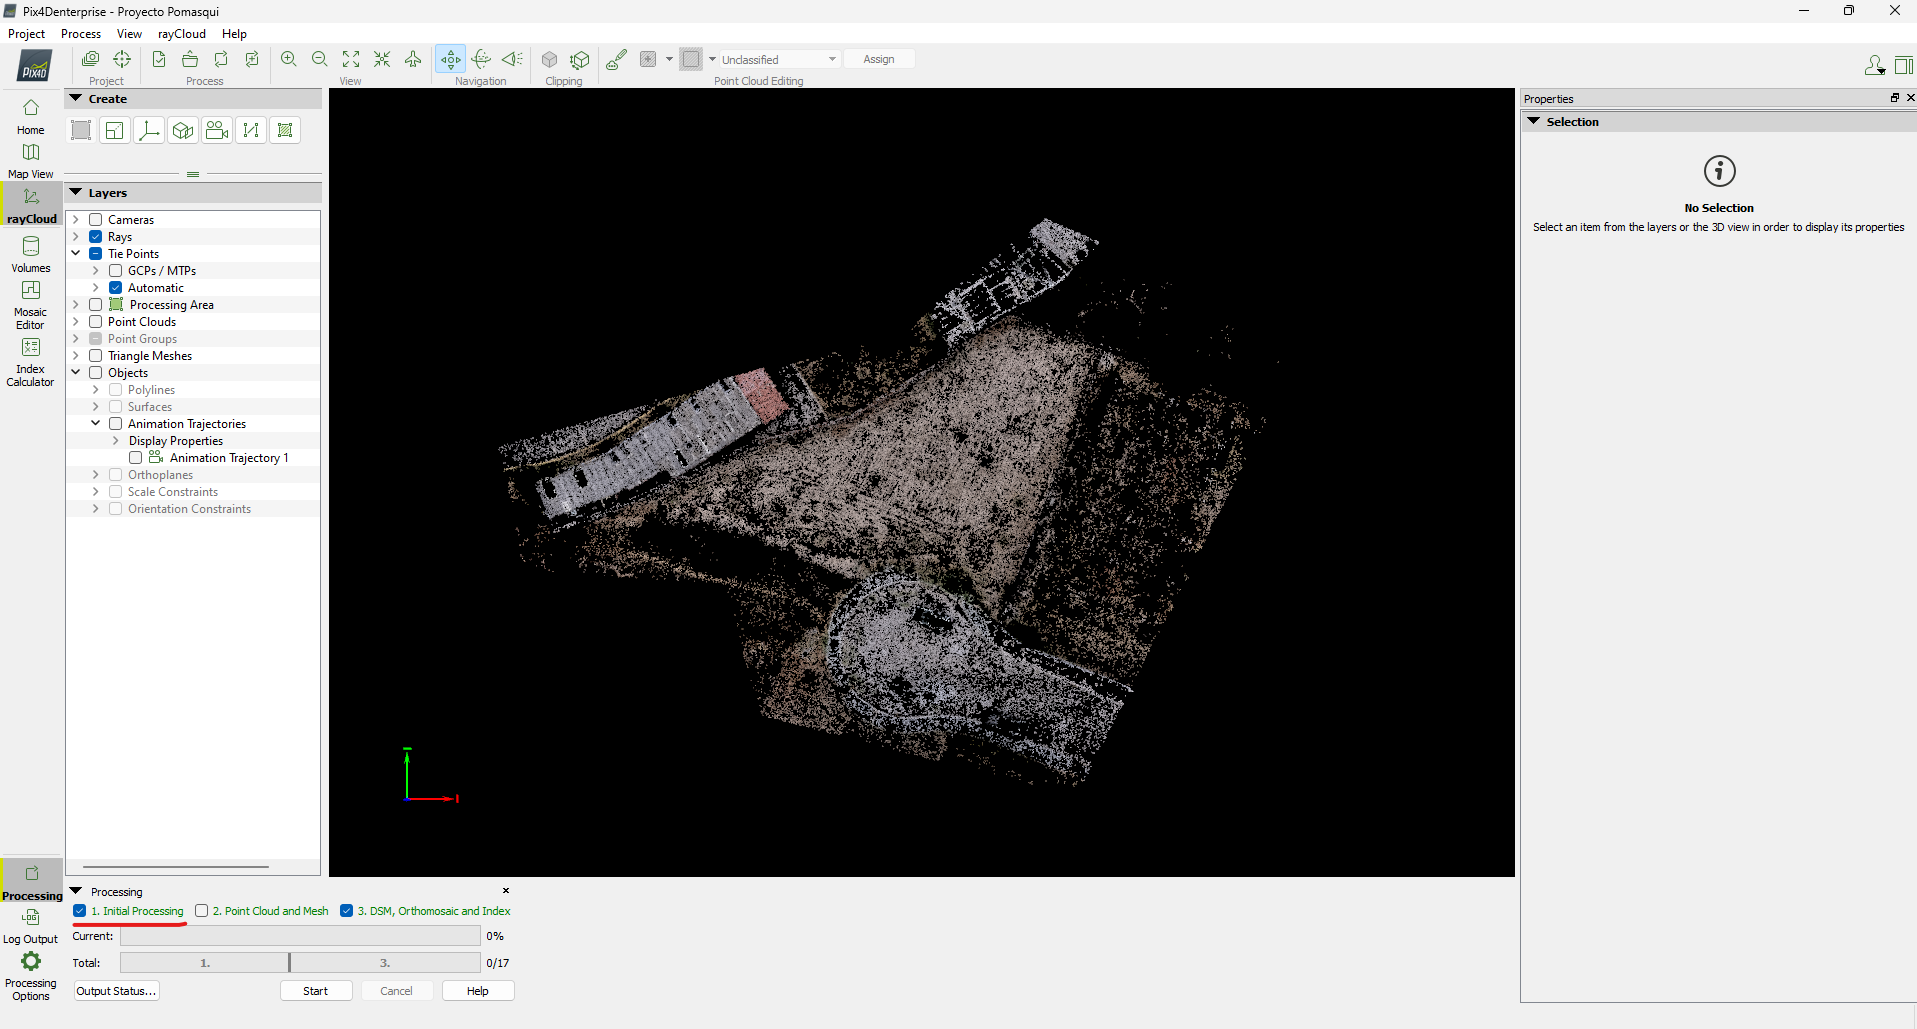 Pix4Denterprise - Proyecto Pomasqui
Project Process View rayCloud Help
PIX4D
Project Process View Navigation Clipping Point Cloud Editing
Unclassified Assign
Home
Map View
rayCloud
Volumes
Mosaic
Editor
Index
Calculator
Create
Layers
Cameras
Rays
Tie Points
GCPs / MTPs
Automatic
Processing Area
Point Clouds
Point Groups
Triangle Meshes
Objects
Polylines
Surfaces
Animation Trajectories
Display Properties
Animation Trajectory 1
Orthoplanes
Scale Constraints
Orientation Constraints
Properties
Selection
No Selection
Select an item from the layers or the 3D view in order to display its properties
Processing
LOG
Log Output
Processing
Options
Processing
1. Initial Processing 2. Point Cloud and Mesh 3. DSM, Orthomosaic and Index
Current: 0%
Total: 1. 3. 0/17
Output Status... Start Cancel Help